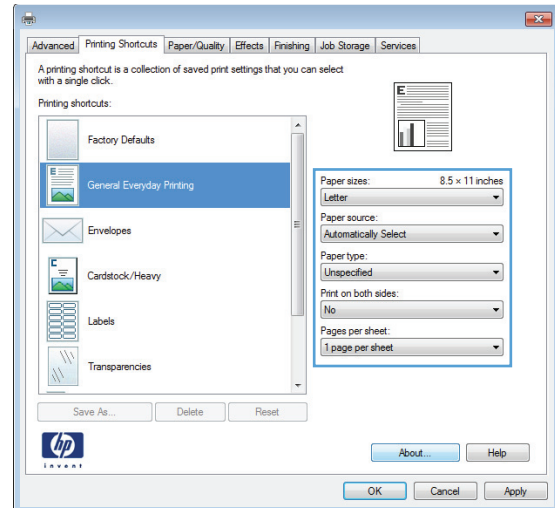 Advanced Printing Shortcuts Paper/Quality Effects Finishing Job Storage Services
A printing shortcut is a collection of saved print settings that you can select
with a single click.
Printing shortcuts:
Factory Defaults
E
General Everyday Printing
Envelopes
C
Cardstock/Heavy
Labels
Transparencies
Save As... Delete Reset
E
Paper sizes: 8.5 × 11 inches
Letter
Paper source:
Automatically Select
Paper type:
Unspecified
Print on both sides:
No
Pages per sheet:
1 page per sheet
hp
invent
About... Help
OK Cancel Apply